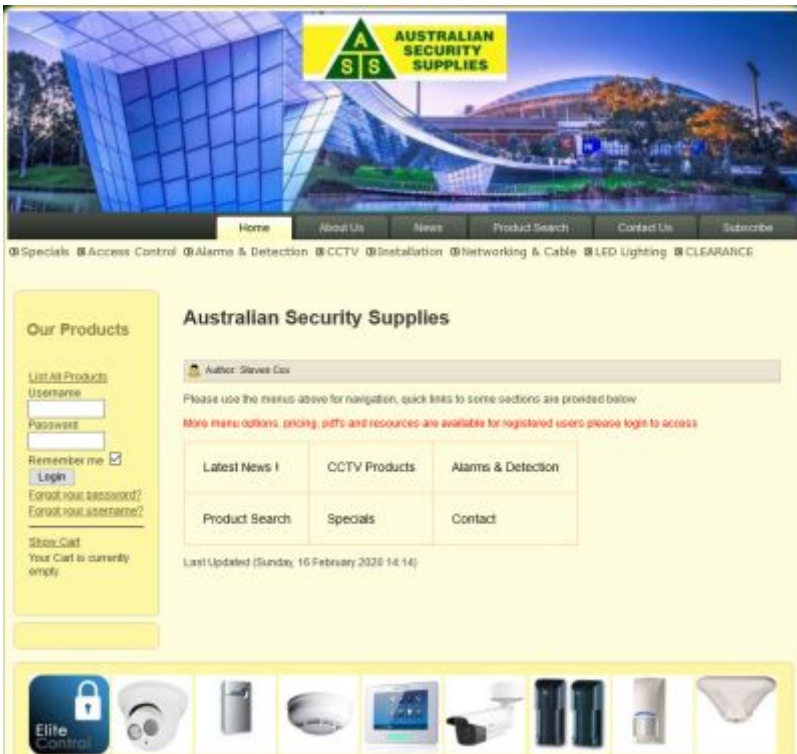 A
S S
AUSTRALIAN
SECURITY
SUPPLIES
Home About Us News Product Search Contact Us Subscribe
Specials Access Control Alarms & Detection CCTV Installation Networking & Cable LED Lighting CLEARANCE
Our Products
List All Products
Username
Password
Remember me
Login
Forgot your password?
Forgot your username?
Show Cart
Your Cart is currently
empty.
Australian Security Supplies
Author: Steven Cox
Please use the menus above for navigation, quick links to some sections are provided below
More menu options, pricing, pdf's and resources are available for registered users please login to access
Latest News ! CCTV Products Alarms & Detection
Product Search Specials Contact
Last Updated (Sunday, 16 February 2020 14:14)
Elite
Control